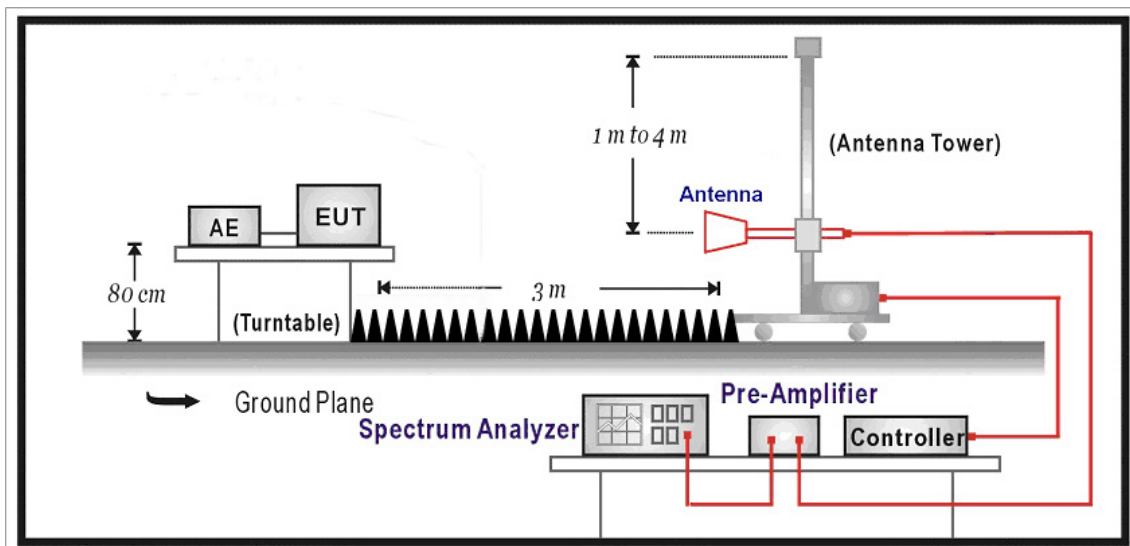 1 m to 4 m
(Antenna Tower)
Antenna
AE
EUT
80 cm
3 m
(Turntable)
Ground Plane
Pre-Amplifier
Spectrum Analyzer
Controller